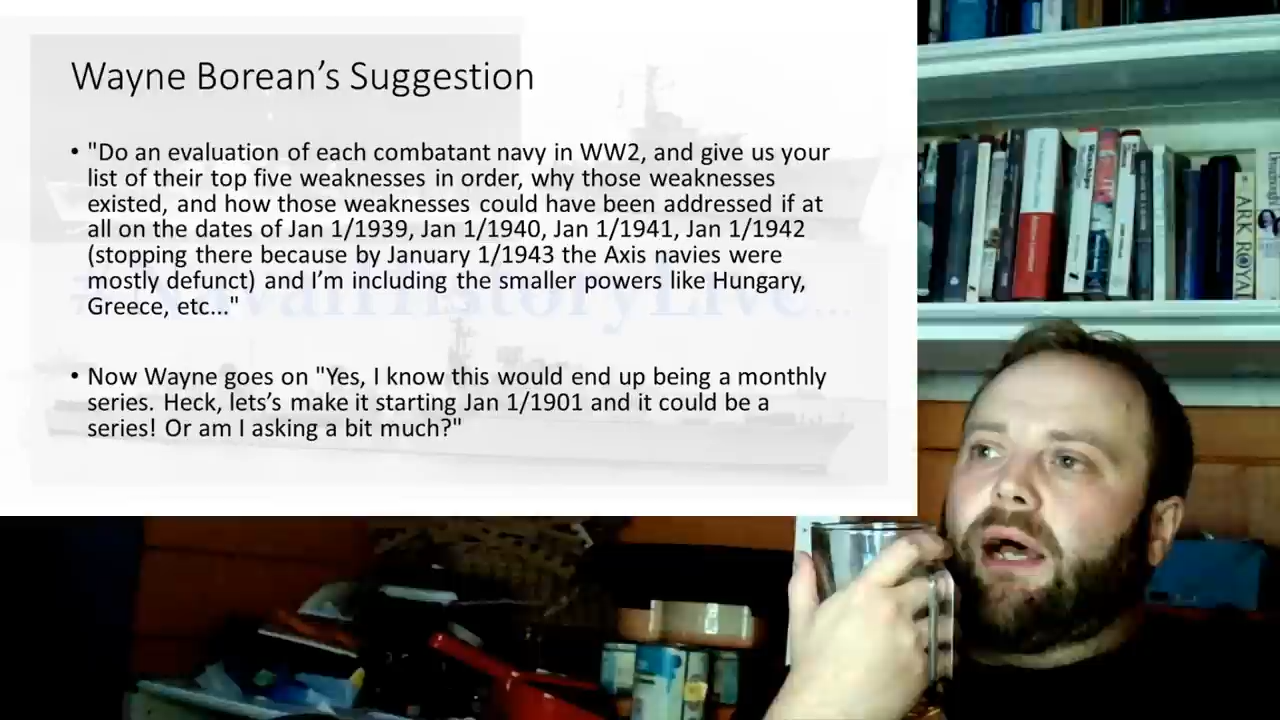 Wayne Borean’s Suggestion
• "Do an evaluation of each combatant navy in WW2, and give us your
list of their top five weaknesses in order, why those weaknesses
existed, and how those weaknesses could have been addressed if at
all on the dates of Jan 1/1939, Jan 1/1940, Jan 1/1941, Jan 1/1942
(stopping there because by January 1/1943 the Axis navies were
mostly defunct) and I’m including the smaller powers like Hungary,
Greece, etc..."
• Now Wayne goes on "Yes, I know this would end up being a monthly
series. Heck, lets’s make it starting Jan 1/1901 and it could be a
series! Or am I asking a bit much?"
ARK ROYAL